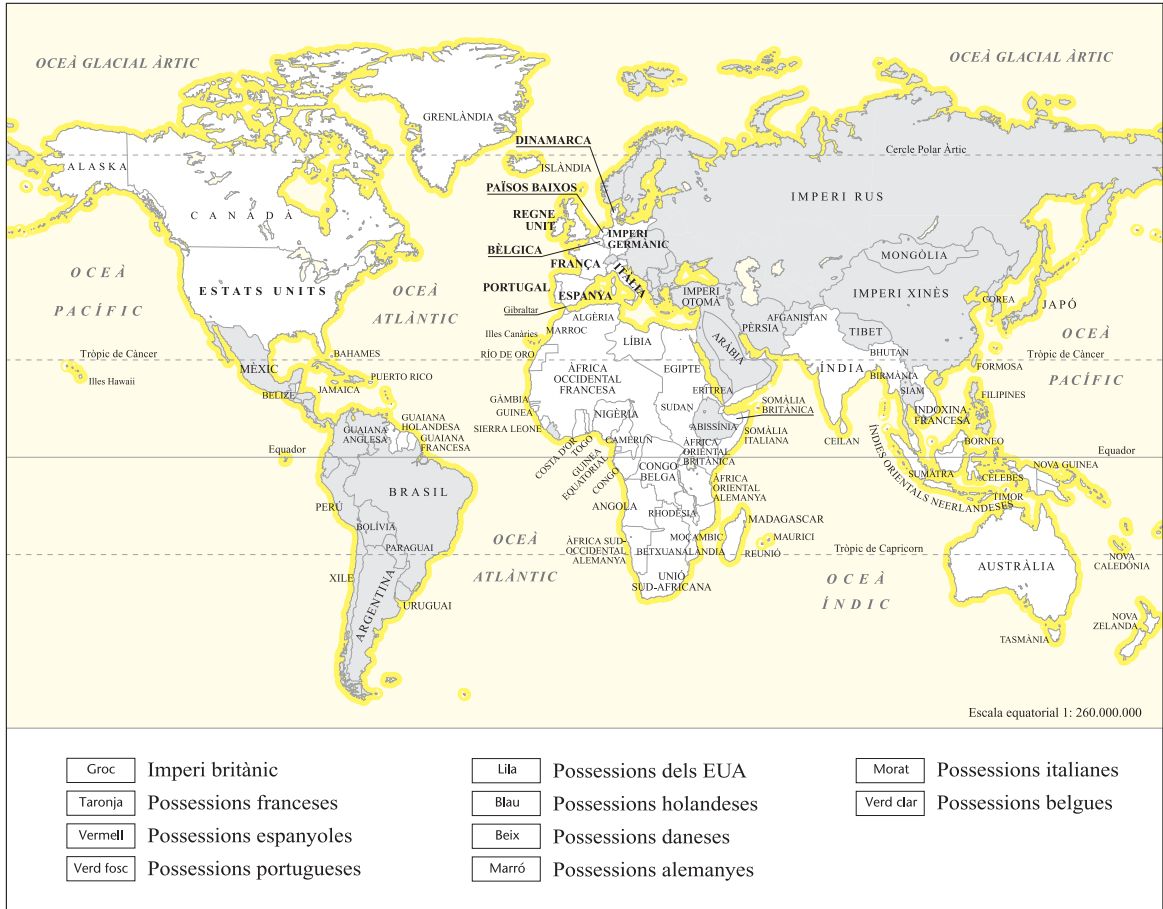 OCEÀ GLACIAL ÀRTIC
OCEÀ GLACIAL ÀRTIC
GRENLÀNDIA
DINAMARCA
Cercle Polar Àrtic
ALASKA
ISLÀNDIA
PAÏSOS BAIXOS
IMPERI RUS
CANADÀ
REGNE
UNIT
IMPERI
GERMÀNIC
BÈLGICA
MONGÒLIA
FRANÇA
ITÀLIA
OCEÀ
PACÍFIC
ESTATS UNITS
OCEÀ
ATLÀNTIC
PORTUGAL
ESPANYA
IMPERI
OTOMÀ
IMPERI XINÈS
COREA
JAPÓ
Gibraltar
ALGÈRIA
AFGANISTAN
PÈRSIA
TIBET
OCEÀ
PACÍFIC
Illes Canàries
MARROC
LÍBIA
ARÀBIA
BHUTAN
Tròpic de Càncer
Tròpic de Càncer
BAHAMES
RÍO DE ORO
FORMOSA
MÈXIC
Illes Hawaii
PUERTO RICO
ÀFRICA
OCCIDENTAL
FRANCESA
EGIPTE
ÍNDIA
BIRMÀNIA
SIAM
BELIZE
JAMAICA
ERITREA
SOMÀLIA
BRITÀNICA
FILIPINES
GÀMBIA
GUINEA
NIGÈRIA
SUDAN
INDOXINA
FRANCESA
GUAIANA
HOLANDESA
GUAIANA
ANGLESA
GUAIANA
FRANCESA
SIERRA LEONE
ABISSÍNIA
SOMÀLIA
ITALIANA
CEILAN
Equador
COSTA D'OR
TOGO
CAMERUN
GUINEA
EQUATORIAL
CONGO
ÀFRICA
ORIENTAL
BRITÀNICA
BORNEO
Equador
CONGO
BELGA
SUMATRA
CÈLEBES
NOVA GUINEA
ÍNDIES ORIENTALS NEERLANDESES
BRASIL
PERÚ
ÀFRICA
ORIENTAL
ALEMANYA
TIMOR
ANGOLA
RHODÈSIA
MADAGASCAR
BOLÍVIA
MOÇAMBIC
MAURICI
OCEÀ
ATLÀNTIC
ÀFRICA SUD-
OCCIDENTAL
ALEMANYA
BETXUANALÀNDIA
REUNIÓ
Tròpic de Capricorn
PARAGUAI
NOVA
CALEDÒNIA
AUSTRÀLIA
XILE
UNIÓ
SUD-AFRICANA
OCEÀ
ÍNDIC
ARGENTINA
URUGUAI
NOVA
ZELANDA
TASMÀNIA
Escala equatorial 1: 260.000.000
Groc Imperi britànic
Taronja Possessions franceses
Vermell Possessions espanyoles
Verd fosc Possessions portugueses
Lila Possessions dels EUA
Blau Possessions holandeses
Beix Possessions daneses
Marró Possessions alemanyes
Morat Possessions italianes
Verd clar Possessions belgues